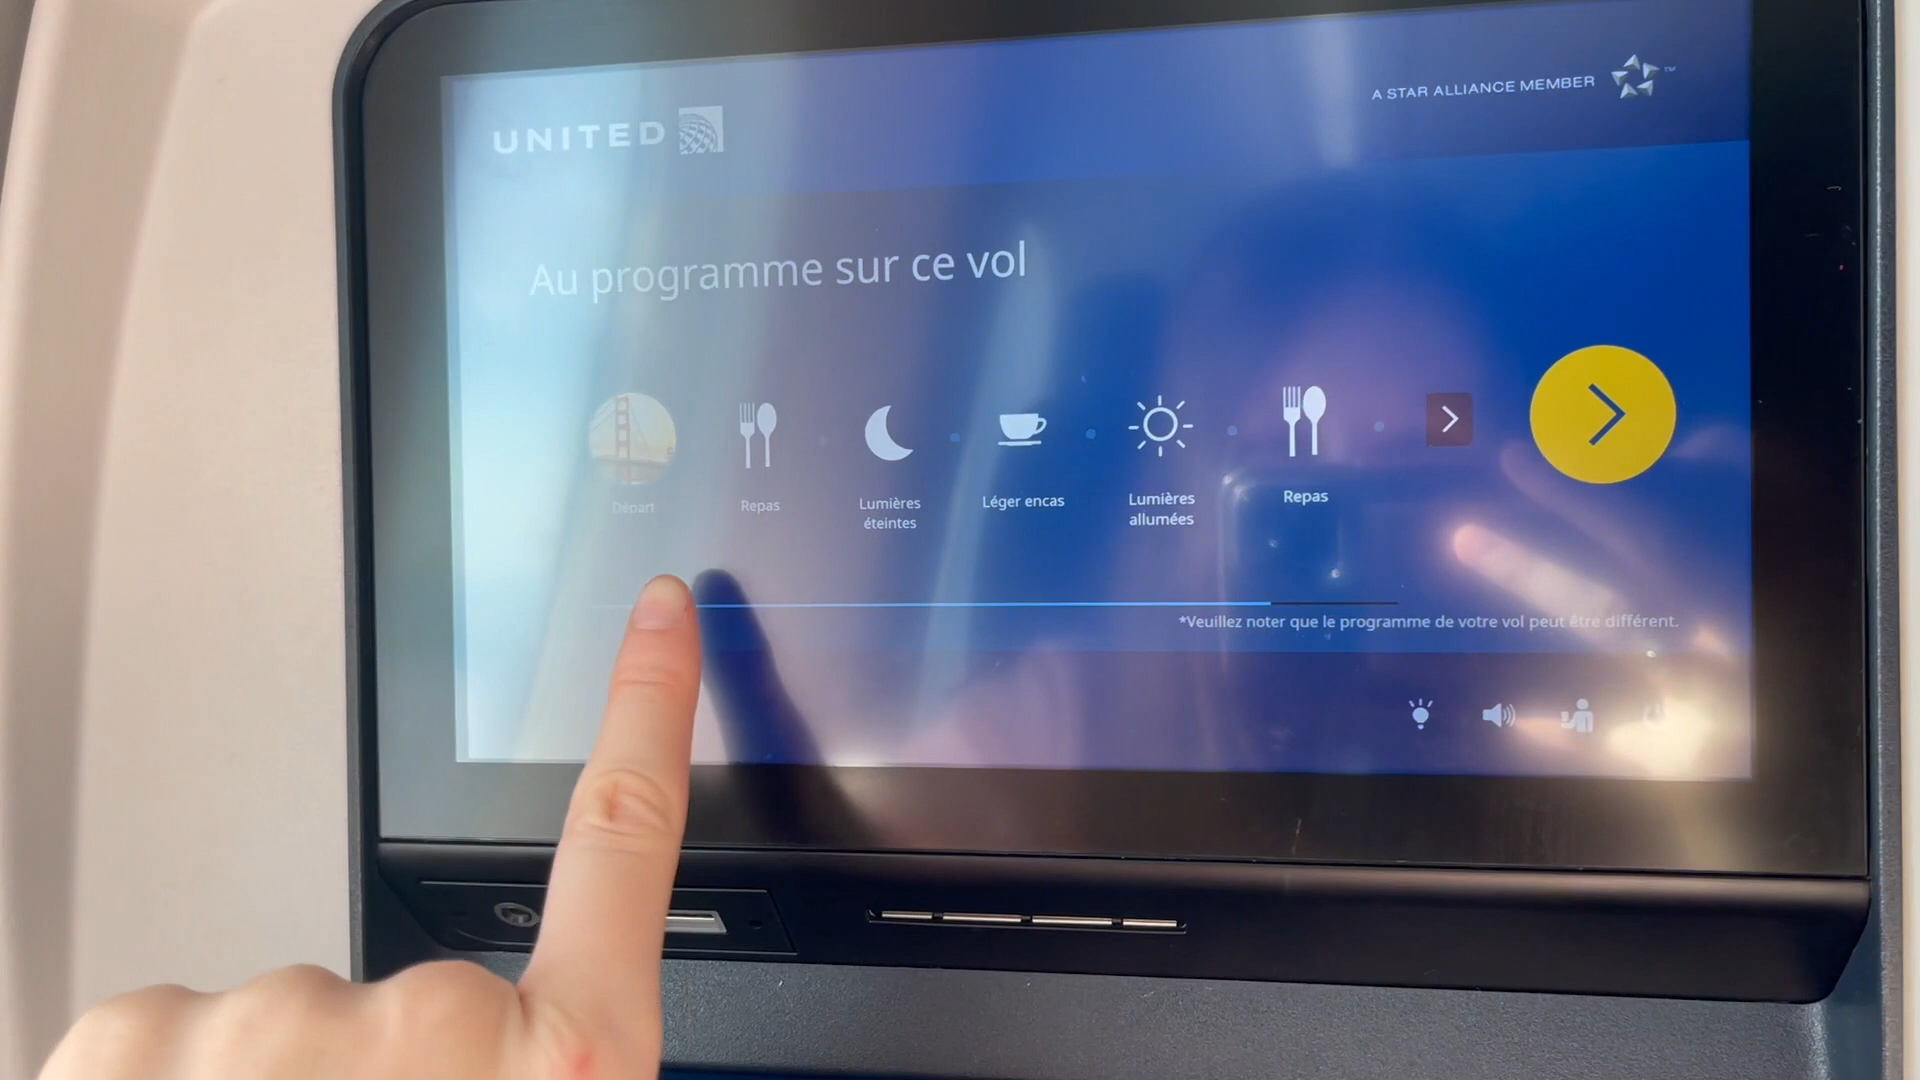 UNITED
A STAR ALLIANCE MEMBER ™
Au programme sur ce vol
Départ
Repas
Lumières
éteintes
Léger encas
Lumières
allumées
Repas
*Veuillez noter que le programme de votre vol peut être différent.